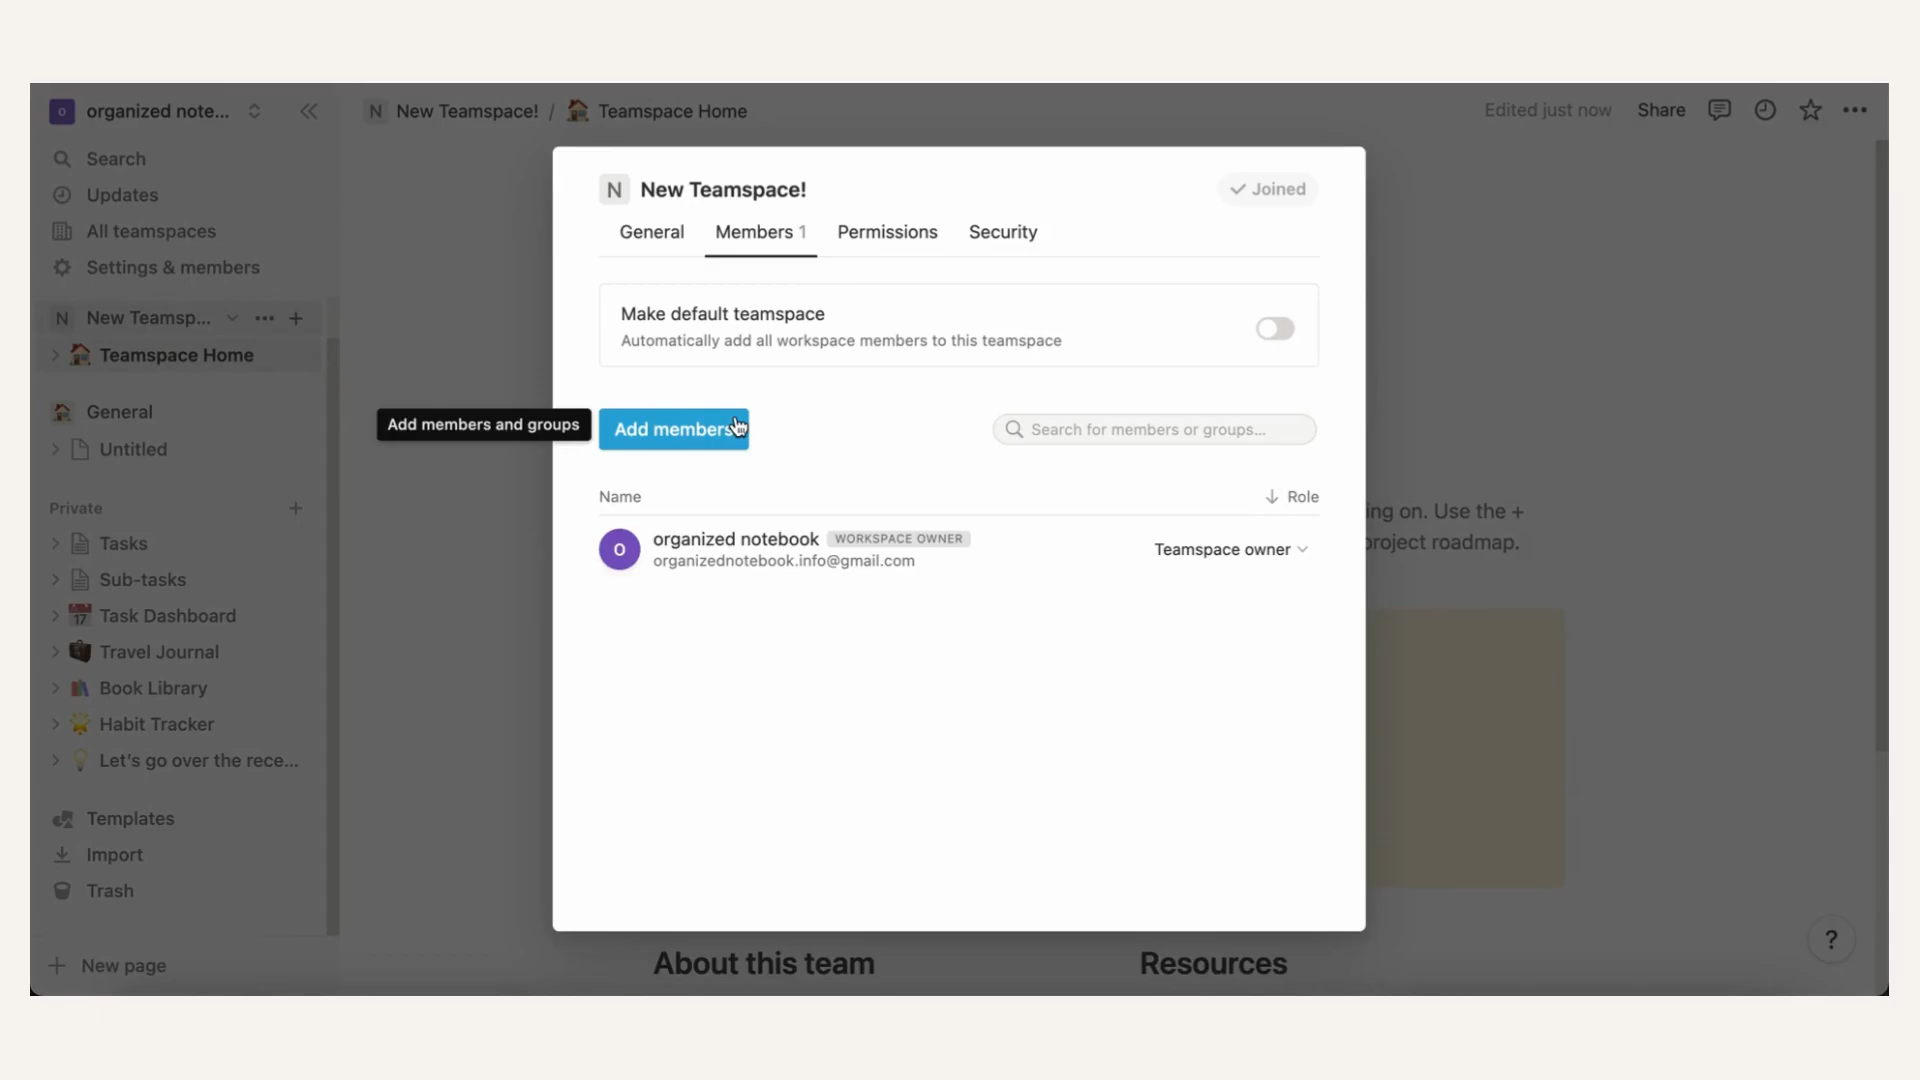 o organized note...
Search
Updates
All teamspaces
Settings & members
N New Teamsp...
Teamspace Home
General
Untitled
Private
Tasks
Sub-tasks
17 Task Dashboard
Travel Journal
Book Library
Habit Tracker
Let's go over the rece...
Templates
Import
Trash
New page
N New Teamspace! / Teamspace Home
Edited just now Share
N New Teamspace!
Joined
General Members 1 Permissions Security
Make default teamspace
Automatically add all workspace members to this teamspace
Add members and groups
Add members
Search for members or groups...
Name Role
O organized notebook WORKSPACE OWNER
organizednotebook.info@gmail.com
Teamspace owner
ing on. Use the +
project roadmap.
About this team
Resources
?